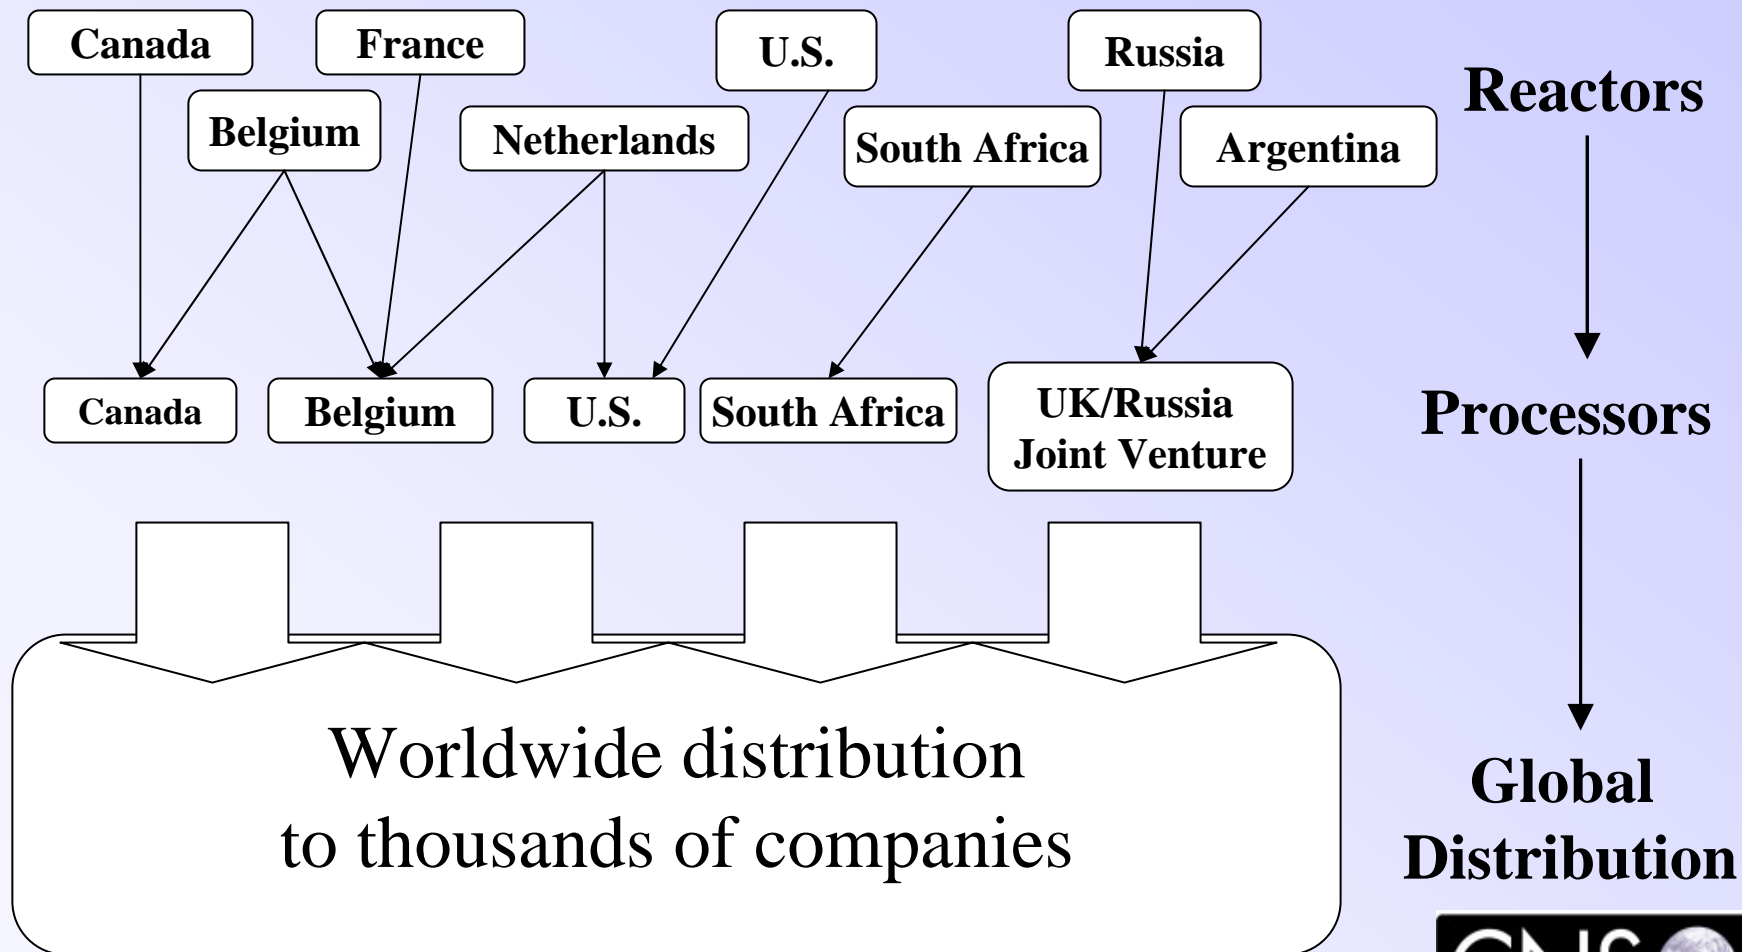 Canada
France
U.S.
Russia
Reactors
Belgium
Netherlands
South Africa
Argentina
Canada
Belgium
U.S.
South Africa
UK/Russia
Joint Venture
Processors
Worldwide distribution
to thousands of companies
Global
Distribution
CNS